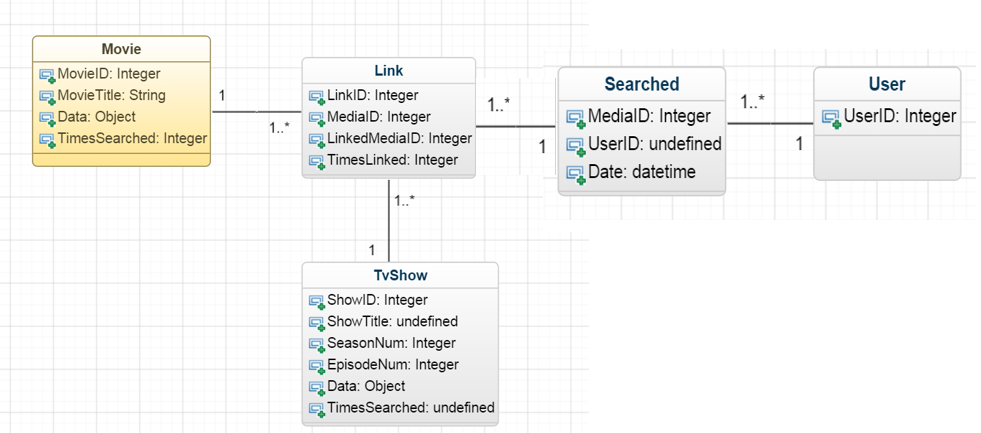 Movie
MovieID: Integer
MovieTitle: String
Data: Object
TimesSearched: Integer
1
1..*
Link
LinkID: Integer
MediaID: Integer
LinkedMediaID: Integer
TimesLinked: Integer
1..*
1
Searched
MediaID: Integer
UserID: undefined
Date: datetime
1..*
1
User
UserID: Integer
1..*
1
TvShow
ShowID: Integer
ShowTitle: undefined
SeasonNum: Integer
EpisodeNum: Integer
Data: Object
TimesSearched: undefined